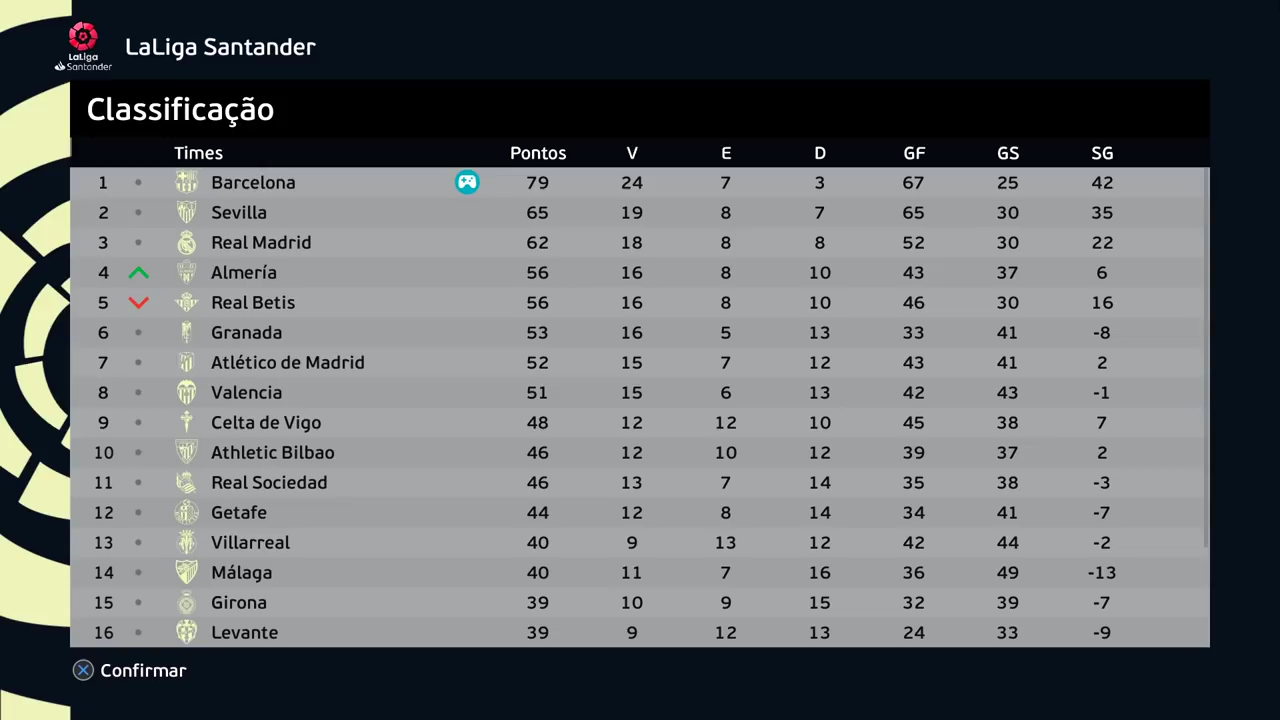 LaLiga
Santander
LaLiga Santander
Classificação
Times Pontos V E D GF GS SG
1 Barcelona 79 24 7 3 67 25 42
2 Sevilla 65 19 8 7 65 30 35
3 Real Madrid 62 18 8 8 52 30 22
4 Almería 56 16 8 10 43 37 6
5 Real Betis 56 16 8 10 46 30 16
6 Granada 53 16 5 13 33 41 -8
7 Atlético de Madrid 52 15 7 12 43 41 2
8 Valencia 51 15 6 13 42 43 -1
9 Celta de Vigo 48 12 12 10 45 38 7
10 Athletic Bilbao 46 12 10 12 39 37 2
11 Real Sociedad 46 13 7 14 35 38 -3
12 Getafe 44 12 8 14 34 41 -7
13 Villarreal 40 9 13 12 42 44 -2
14 Málaga 40 11 7 16 36 49 -13
15 Girona 39 10 9 15 32 39 -7
16 Levante 39 9 12 13 24 33 -9
Confirmar